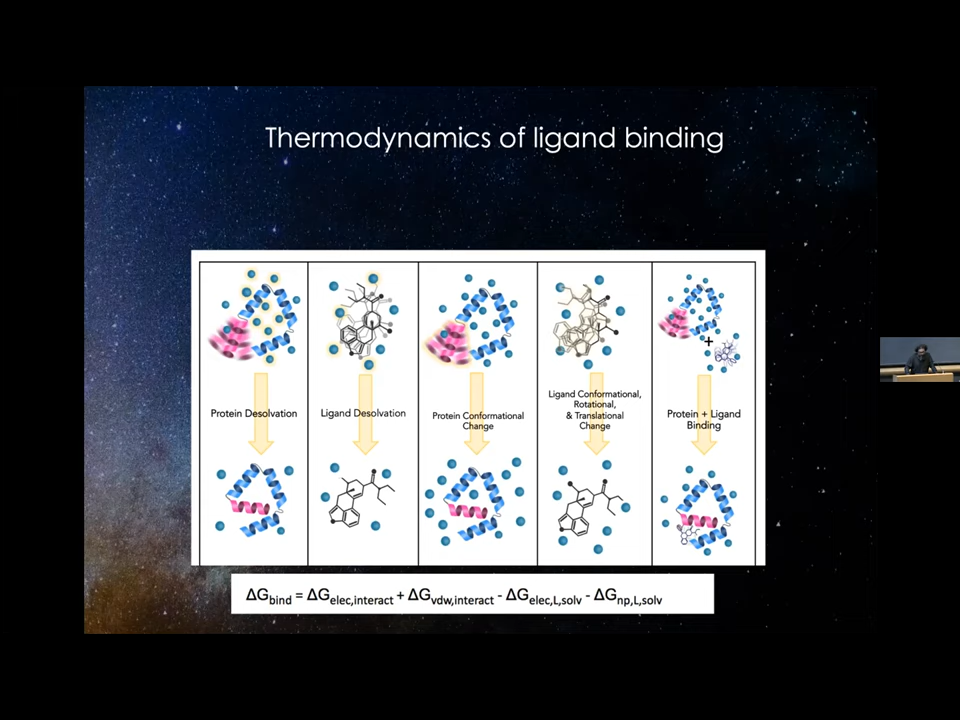 Thermodynamics of ligand binding
Protein Desolvation
Ligand Desolvation
Protein Conformational
Change
Ligand Conformational,
Rotational,
& Translational
Change
+
Protein + Ligand
Binding
ΔGbind = ΔGelec,interact + ΔGvdw,interact - ΔGelec,L,solv - ΔGnp,L,solv